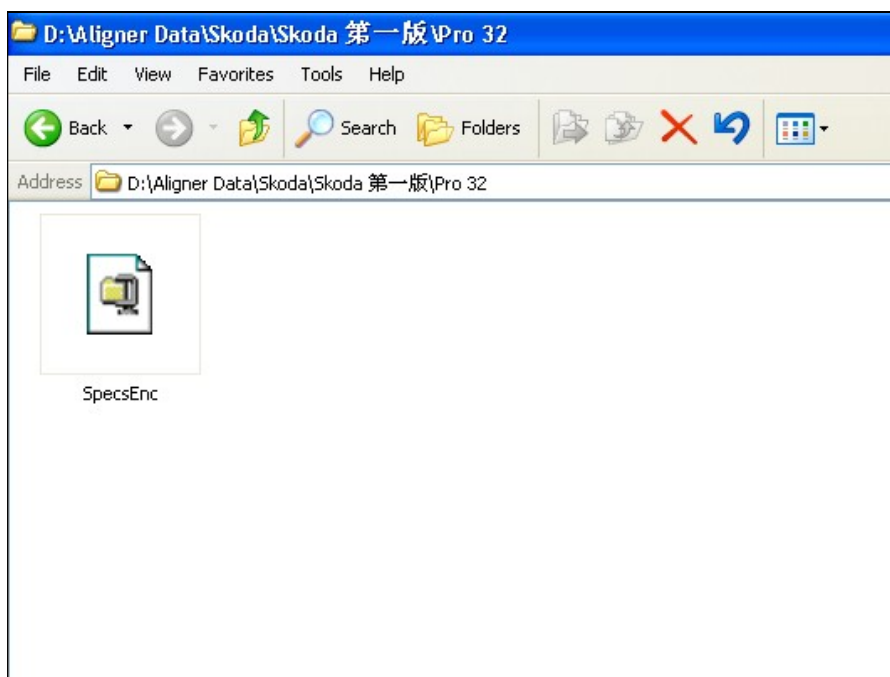 D:\Aligner Data\Skoda\Skoda 第一版\Pro 32
File Edit View Favorites Tools Help
Back Search Folders
Address D:\Aligner Data\Skoda\Skoda 第一版\Pro 32
SpecsEnc